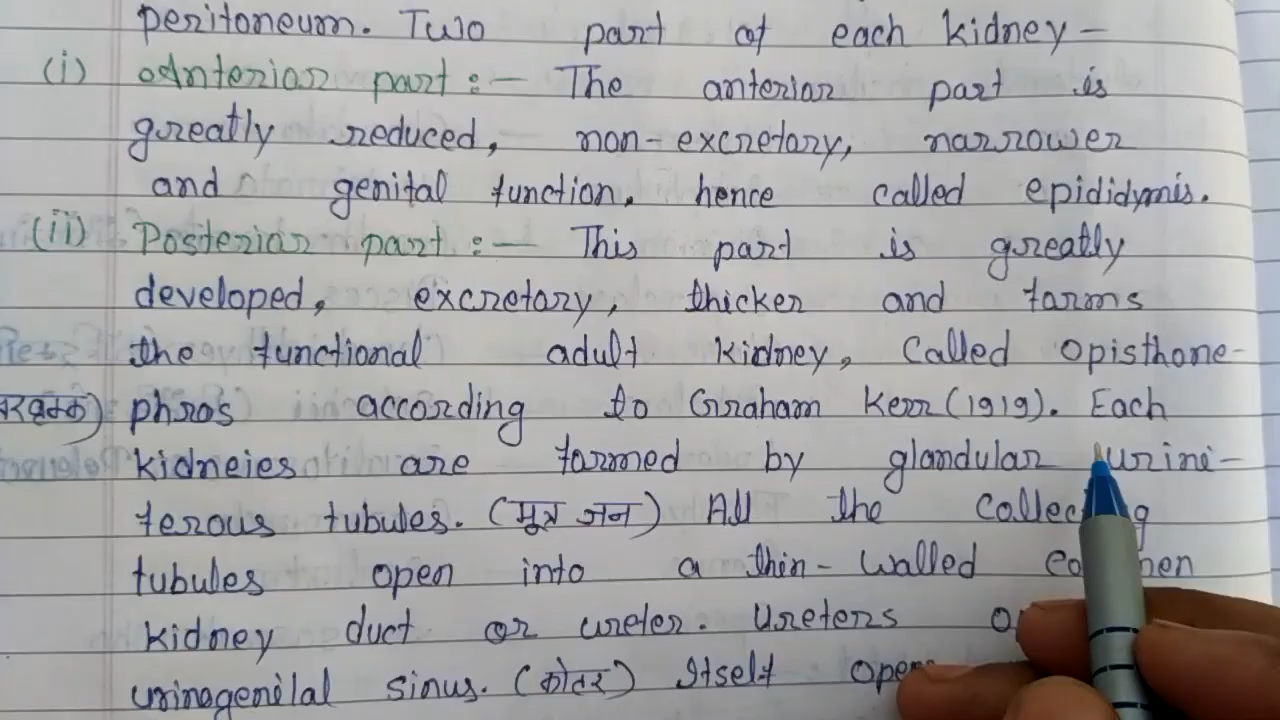 peritoneum. Two part of each kidney –
(i) Anterior part :– The anterior part is
greatly reduced, non-excretory, narrower
and genital function, hence called epididymis.
(ii) Posterior part :– This part is greatly
developed, excretory, thicker and forms
the functional adult kidney, called opisthone-
phros according to Graham Kerr (1919). Each
kidneies are formed by glandular urini-
ferous tubules. (मूत्र जन) All the
tubules open into a thin-walled
kidney duct or ureter. Ureters
urinogenital sinus. (कोटर) Itself